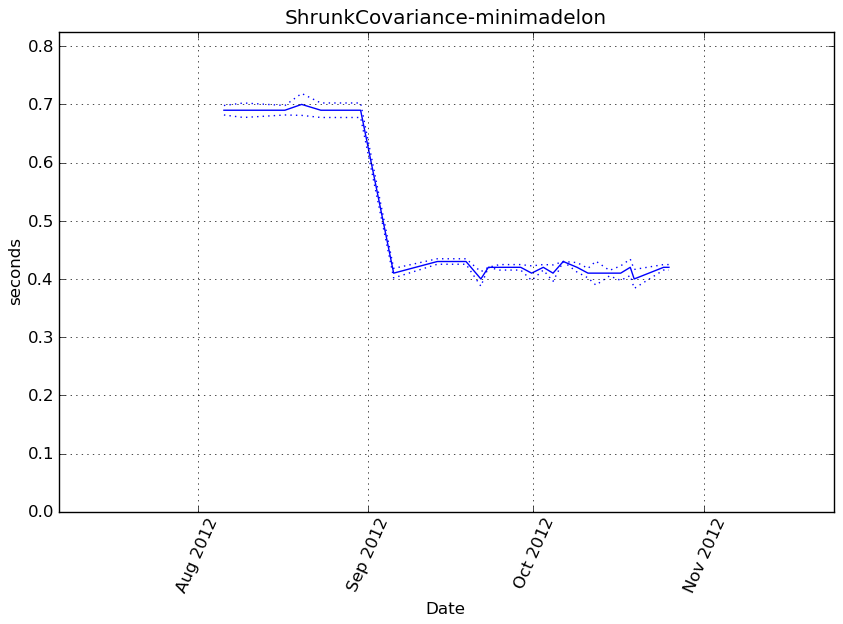 ShrunkCovariance-minimadelon
0.8
0.7
0.6
0.5
0.4
0.3
0.2
0.1
0.0
seconds
Aug 2012
Sep 2012
Oct 2012
Nov 2012
Date